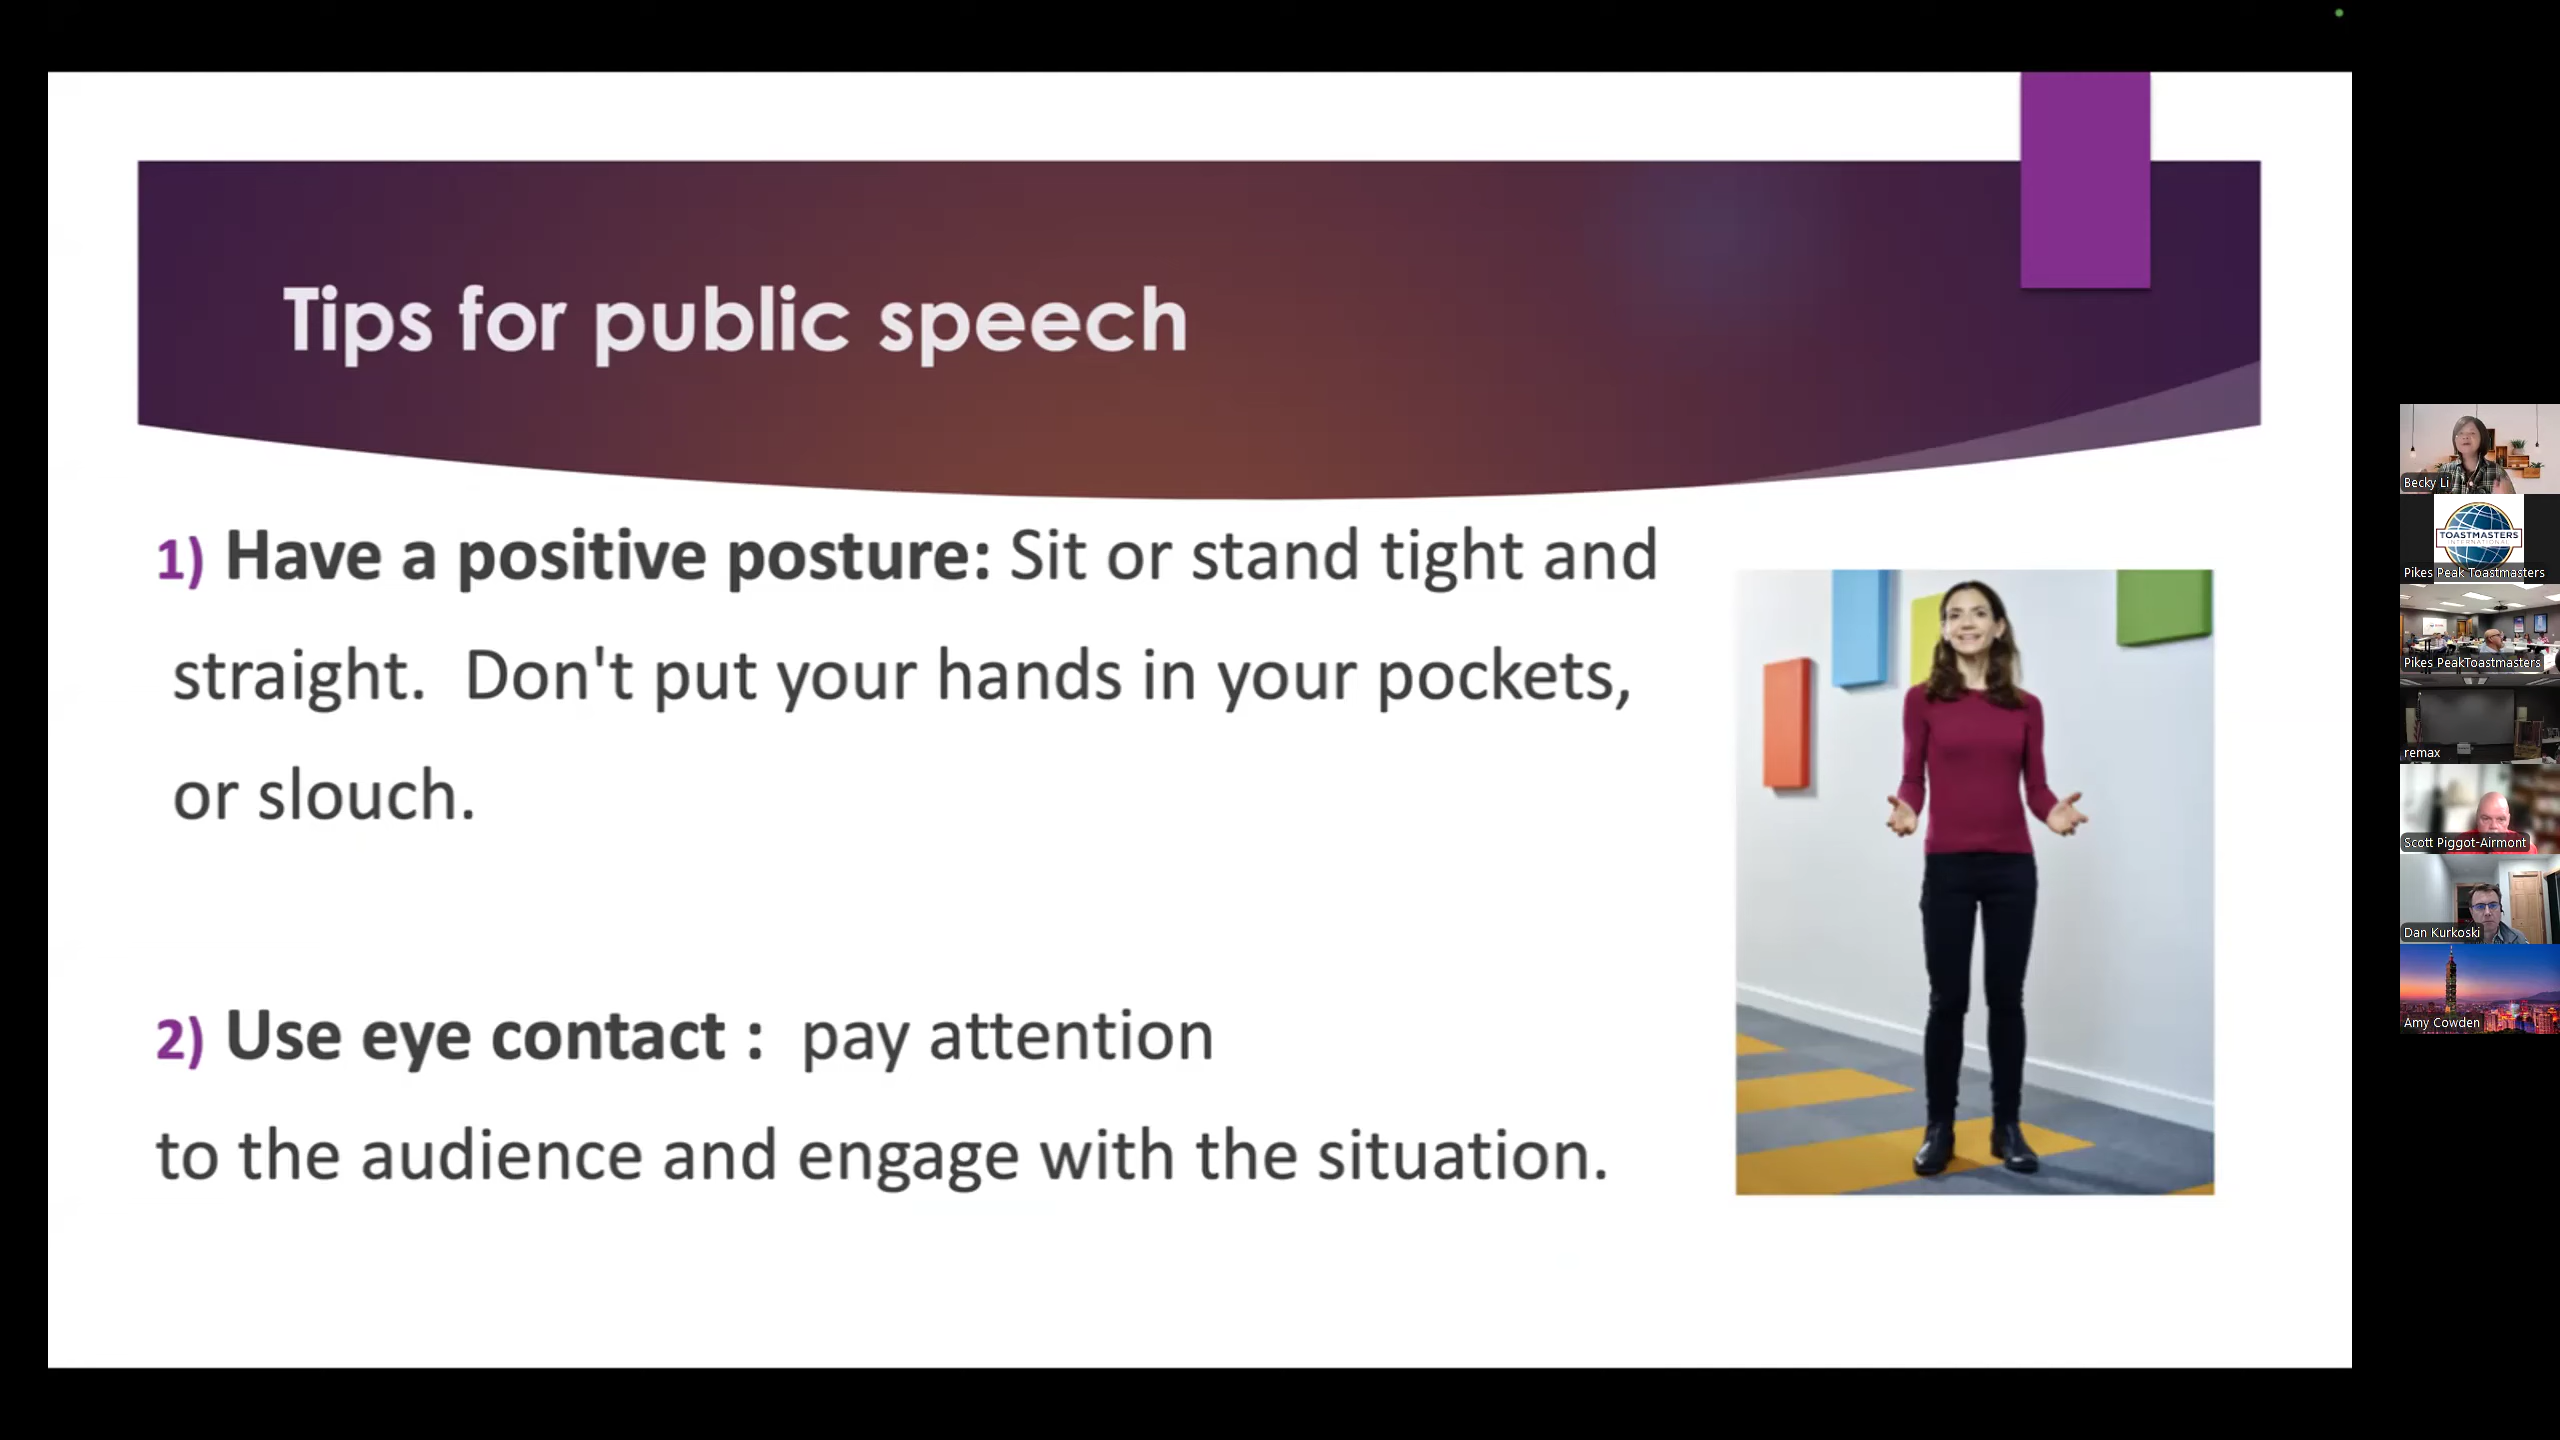 Tips for public speech
1) Have a positive posture: Sit or stand tight and
straight.  Don't put your hands in your pockets,
or slouch.
2) Use eye contact :  pay attention
to the audience and engage with the situation.
Becky Li
TOASTMASTERS
INTERNATIONAL
Pikes Peak Toastmasters
Pikes PeakToastmasters
remax
Scott Piggot-Airmont
Dan Kurkoski
Amy Cowden